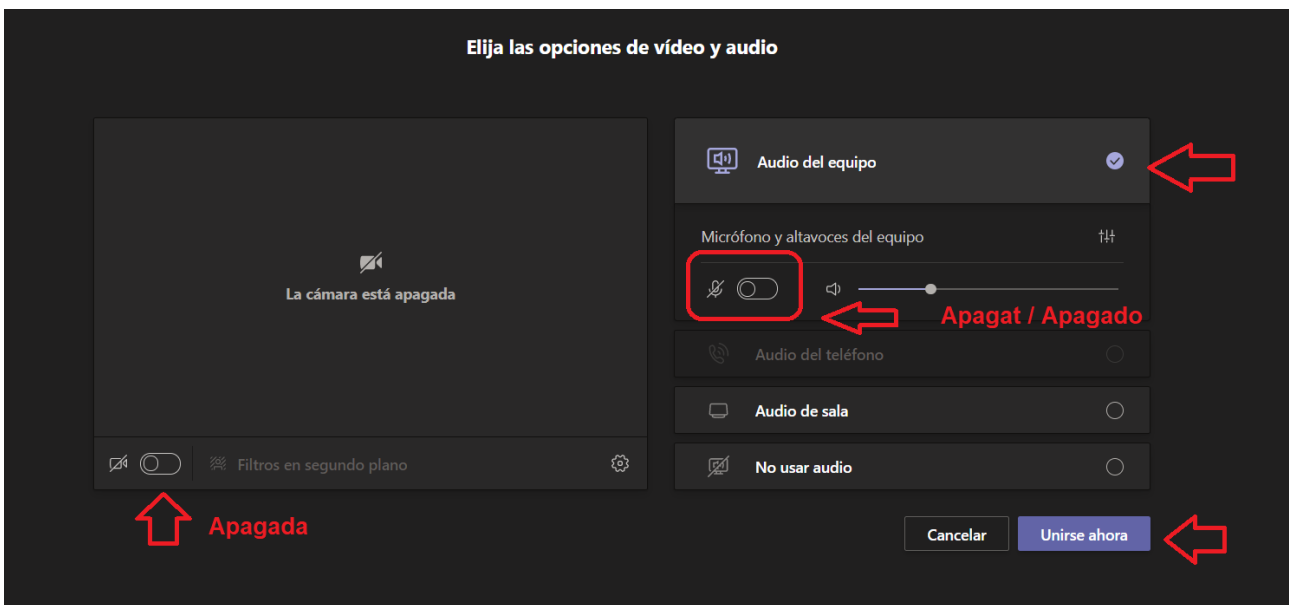 Elija las opciones de vídeo y audio
La cámara está apagada
Filtros en segundo plano
Apagada
Audio del equipo
Micrófono y altavoces del equipo
Apagat / Apagado
Audio del teléfono
Audio de sala
No usar audio
Cancelar
Unirse ahora